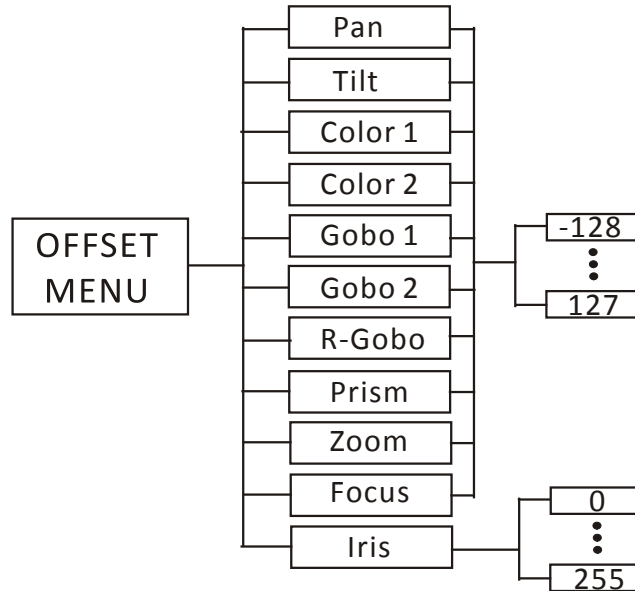 Pan
Tilt
Color 1
Color 2
OFFSET
MENU
Gobo 1
Gobo 2
R-Gobo
Prism
Zoom
Focus
Iris
-128
127
0
255